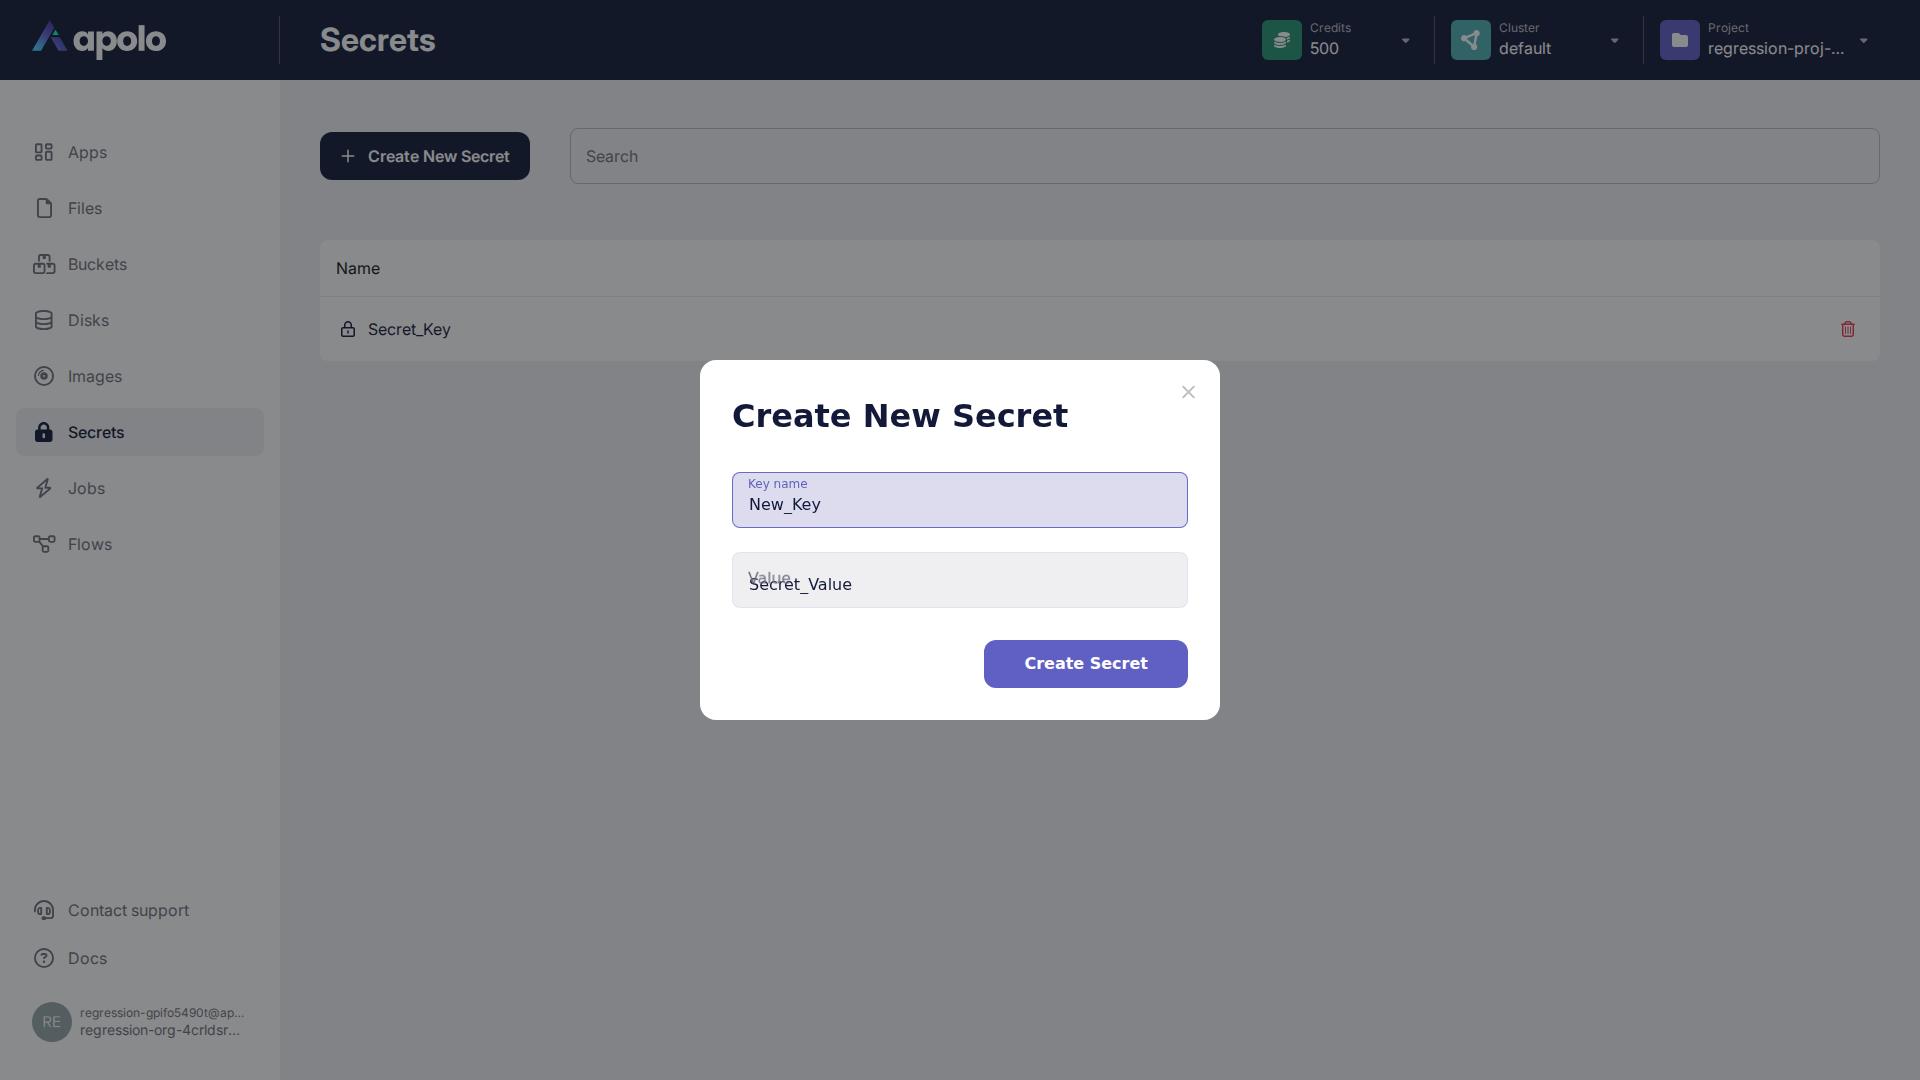 apolo
Secrets
Credits
500
Cluster
default
Project
regression-proj-...
Apps
Files
Buckets
Disks
Images
Secrets
Jobs
Flows
Contact support
Docs
RE
regression-gpifo5490t@ap...
regression-org-4crldsr...
Create New Secret
Search
Name
Secret_Key
Create New Secret
Key name
New_Key
Value
Secret_Value
Create Secret